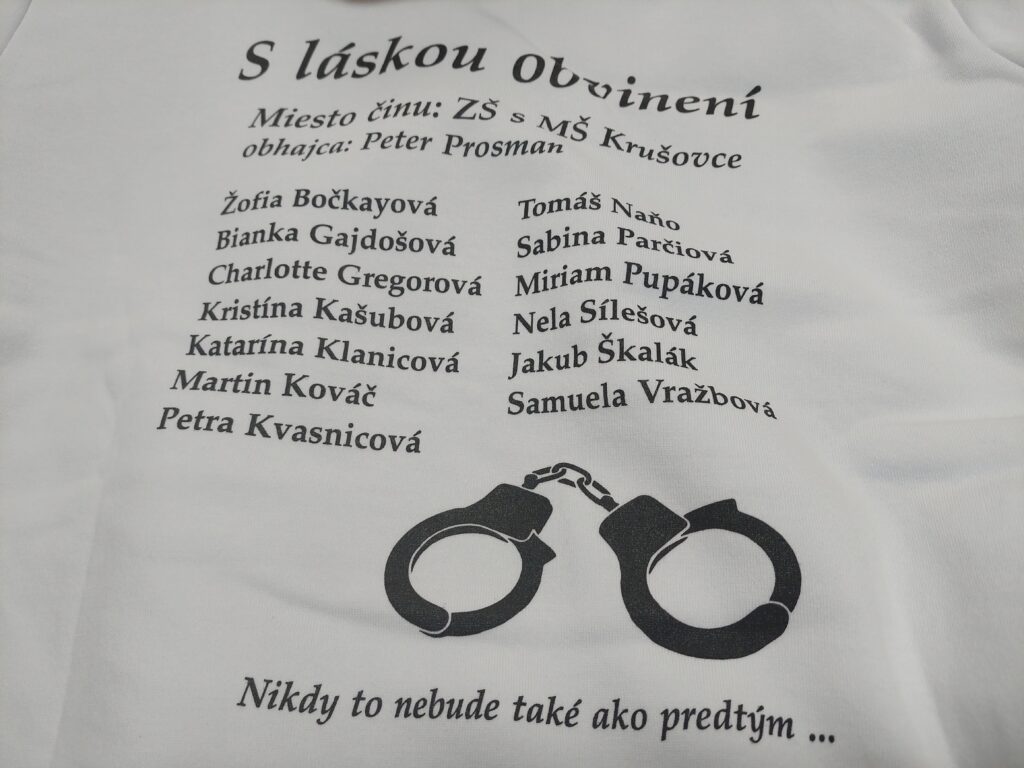 S láskou obvinení
Miesto činu: ZŠ s MŠ Krušovce
obhajca: Peter Prosman
Žofia Bočkayová
Bianka Gajdošová
Charlotte Gregorová
Kristína Kašubová
Katarína Klanicová
Martin Kováč
Petra Kvasnicová
Tomáš Naňo
Sabina Parčiová
Miriam Pupáková
Nela Sílešová
Jakub Škalák
Samuela Vražbová
Nikdy to nebude také ako predtým ...